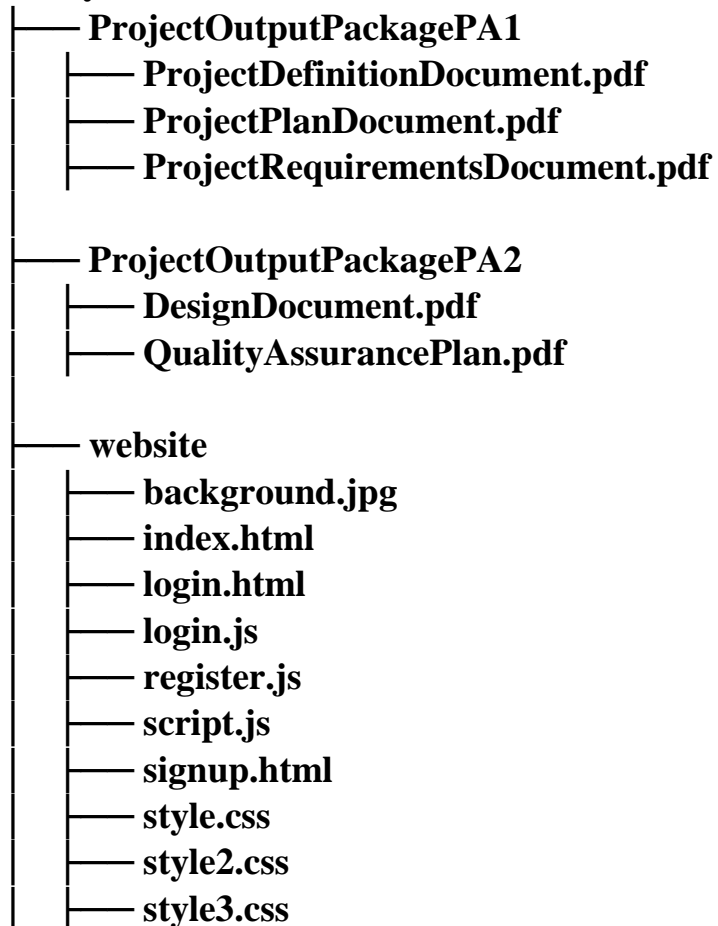 ProjectOutputPackagePA1
ProjectDefinitionDocument.pdf
ProjectPlanDocument.pdf
ProjectRequirementsDocument.pdf
ProjectOutputPackagePA2
DesignDocument.pdf
QualityAssurancePlan.pdf
website
background.jpg
index.html
login.html
login.js
register.js
script.js
signup.html
style.css
style2.css
style3.css